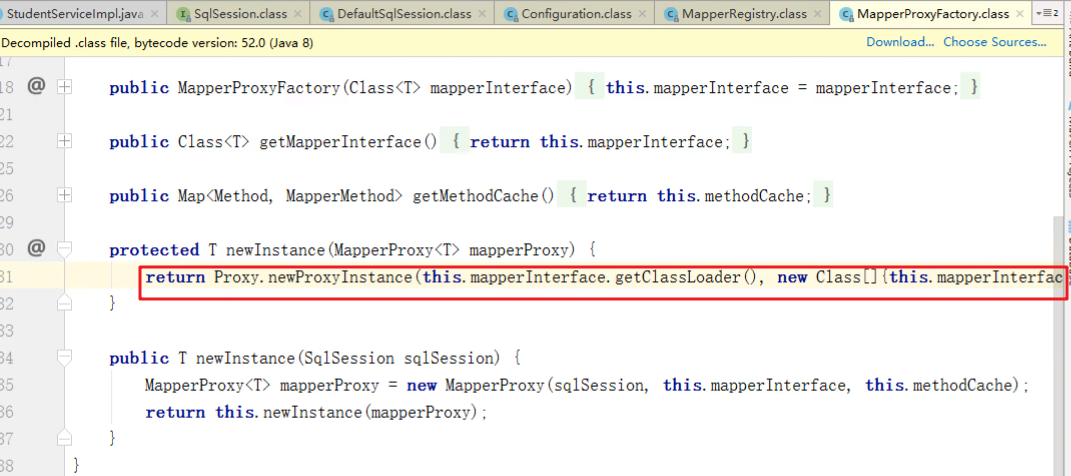 StudentServiceImpl.java SqlSession.class DefaultSqlSession.class Configuration.class MapperRegistry.class MapperProxyFactory.class 2
Decompiled .class file, bytecode version: 52.0 (Java 8) Download... Choose Sources...
17
18 @ public MapperProxyFactory(Class<T> mapperInterface) { this.mapperInterface = mapperInterface; }
21
22 public Class<T> getMapperInterface() { return this.mapperInterface; }
25
26 public Map<Method, MapperMethod> getMethodCache() { return this.methodCache; }
29
30 @ protected T newInstance(MapperProxy<T> mapperProxy) {
31 return Proxy.newProxyInstance(this.mapperInterface.getClassLoader(), new Class[]{this.mapperInterfac
32 }
33
34 public T newInstance(SqlSession sqlSession) {
35 MapperProxy<T> mapperProxy = new MapperProxy(sqlSession, this.mapperInterface, this.methodCache);
36 return this.newInstance(mapperProxy);
37 }
38 }